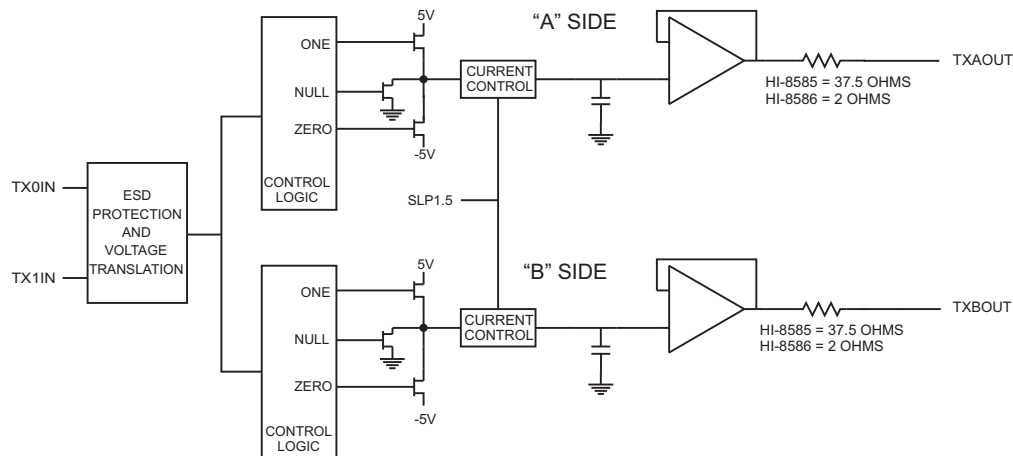 5V
"A" SIDE
ONE
NULL
ZERO
CONTROL
LOGIC
-5V
CURRENT
CONTROL
HI-8585 = 37.5 OHMS
HI-8586 = 2 OHMS
TXAOUT
TX0IN
TX1IN
ESD
PROTECTION
AND
VOLTAGE
TRANSLATION
SLP1.5
5V
"B" SIDE
ONE
NULL
ZERO
CONTROL
LOGIC
-5V
CURRENT
CONTROL
HI-8585 = 37.5 OHMS
HI-8586 = 2 OHMS
TXBOUT